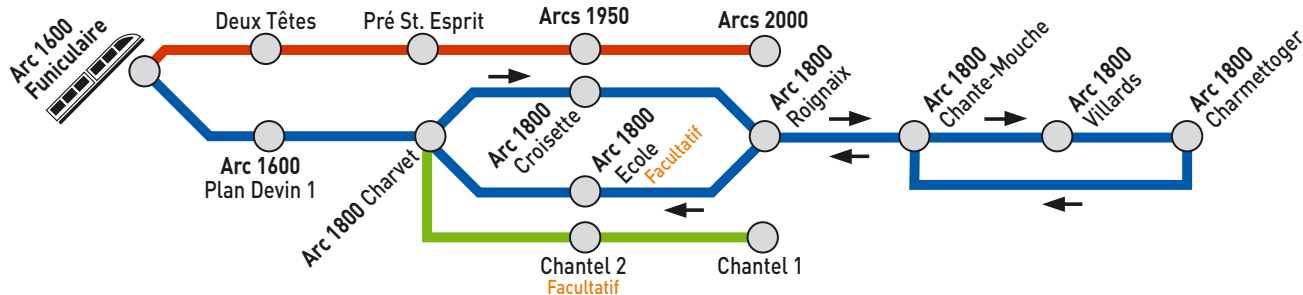 Arc 1600
Funiculaire
Deux Têtes
Pré St. Esprit
Arcs 1950
Arcs 2000
Arc 1600
Plan Devin 1
Arc 1800 Charvet
Arc 1800
Croisette
Arc 1800
Ecole
Facultatif
Arc 1800
Roignaix
Arc 1800
Chante-Mouche
Arc 1800
Villards
Arc 1800
Charmettoger
Chantel 2
Facultatif
Chantel 1